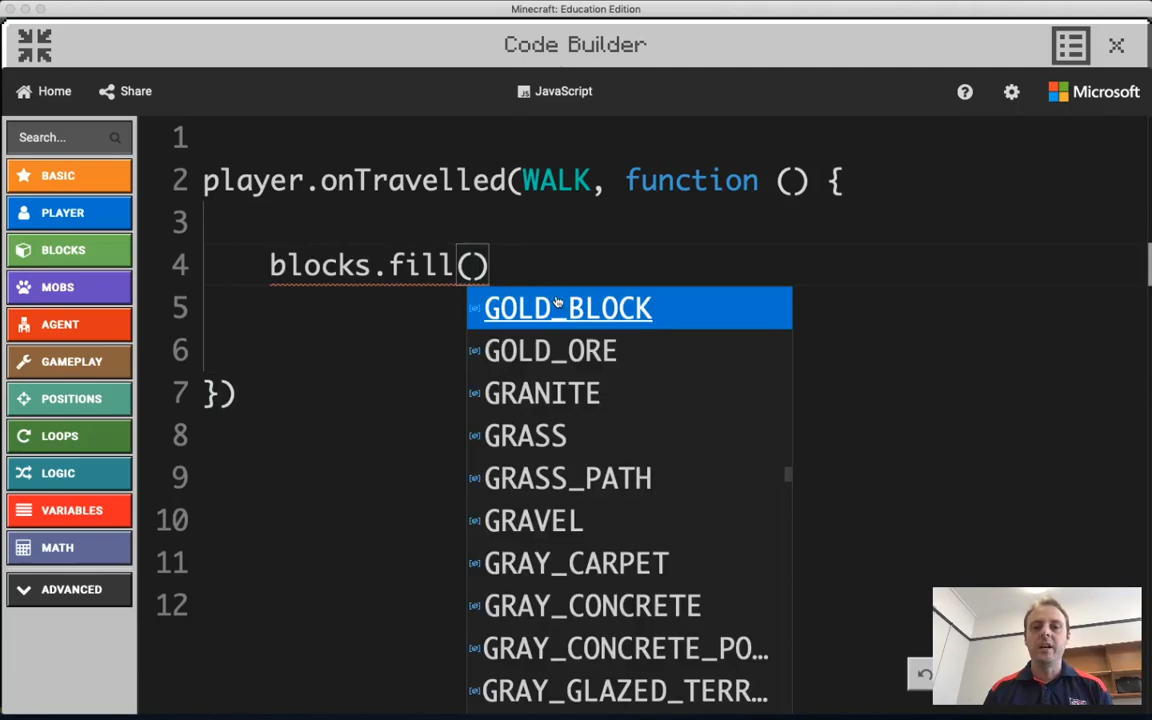 Minecraft: Education Edition
Code Builder
Home
Share
JavaScript
Microsoft
Search...
BASIC
PLAYER
BLOCKS
MOBS
AGENT
GAMEPLAY
POSITIONS
LOOPS
LOGIC
VARIABLES
MATH
ADVANCED
1
2 player.onTravelled(WALK, function () {
3
4 blocks.fill()
5
6
7 })
8
9
10
11
12
GOLD_BLOCK
GOLD_ORE
GRANITE
GRASS
GRASS_PATH
GRAVEL
GRAY_CARPET
GRAY_CONCRETE
GRAY_CONCRETE_PO...
GRAY_GLAZED_TERR...